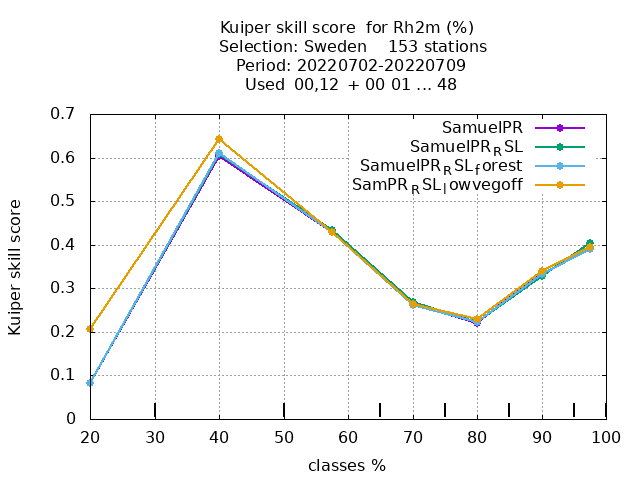 Kuiper skill score  for Rh2m (%)
Selection: Sweden    153 stations
Period: 20220702-20220709
Used  00,12  + 00 01 ... 48
SamuelPR
SamuelPR_RSL
SamuelPR_RSL_forest
SamPR_RSL_lowvegoff
Kuiper skill score
0.7
0.6
0.5
0.4
0.3
0.2
0.1
0
20 30 40 50 60 70 80 90 100
classes %